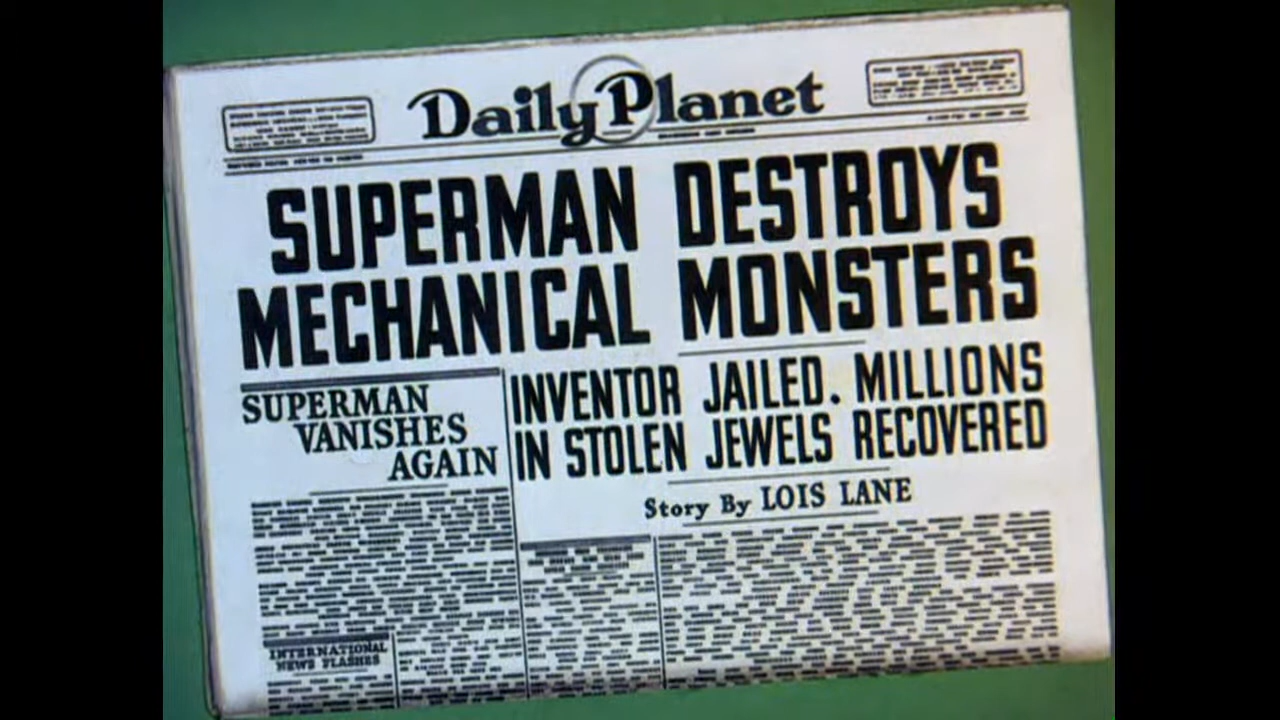 Daily Planet
SUPERMAN DESTROYS
MECHANICAL MONSTERS
SUPERMAN
VANISHES
AGAIN
INVENTOR JAILED. MILLIONS
IN STOLEN JEWELS RECOVERED
Story By LOIS LANE
INTERNATIONAL
NEWS FLASHES